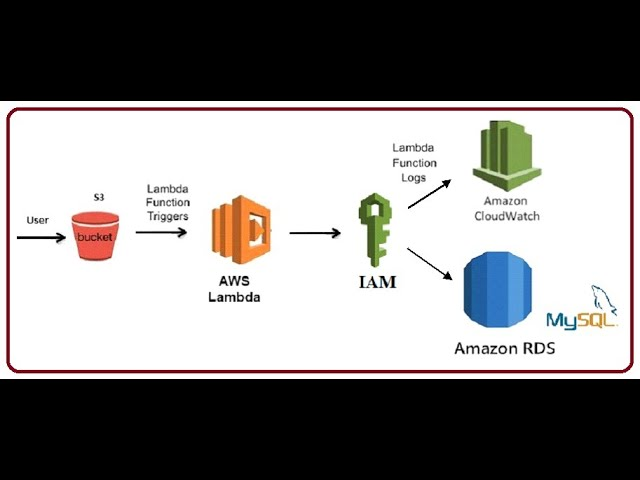 User
S3
bucket
Lambda
Function
Triggers
AWS
Lambda
IAM
Lambda
Function
Logs
Amazon
CloudWatch
MySQL
Amazon RDS